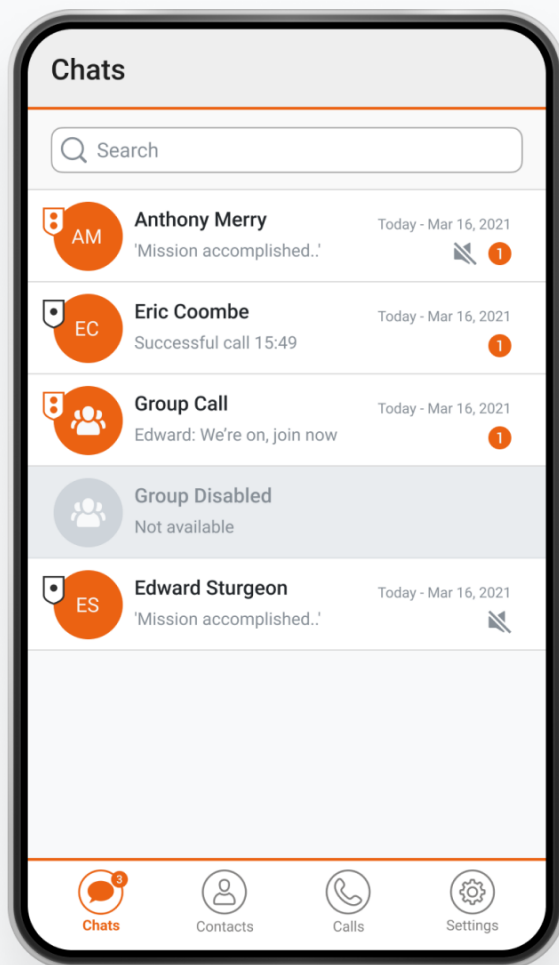 Chats
Search
AM
Anthony Merry
Today - Mar 16, 2021
'Mission accomplished..'
1
EC
Eric Coombe
Today - Mar 16, 2021
Successful call 15:49
1
Group Call
Today - Mar 16, 2021
Edward: We're on, join now
1
Group Disabled
Not available
ES
Edward Sturgeon
Today - Mar 16, 2021
'Mission accomplished..'
3
Chats
Contacts
Calls
Settings